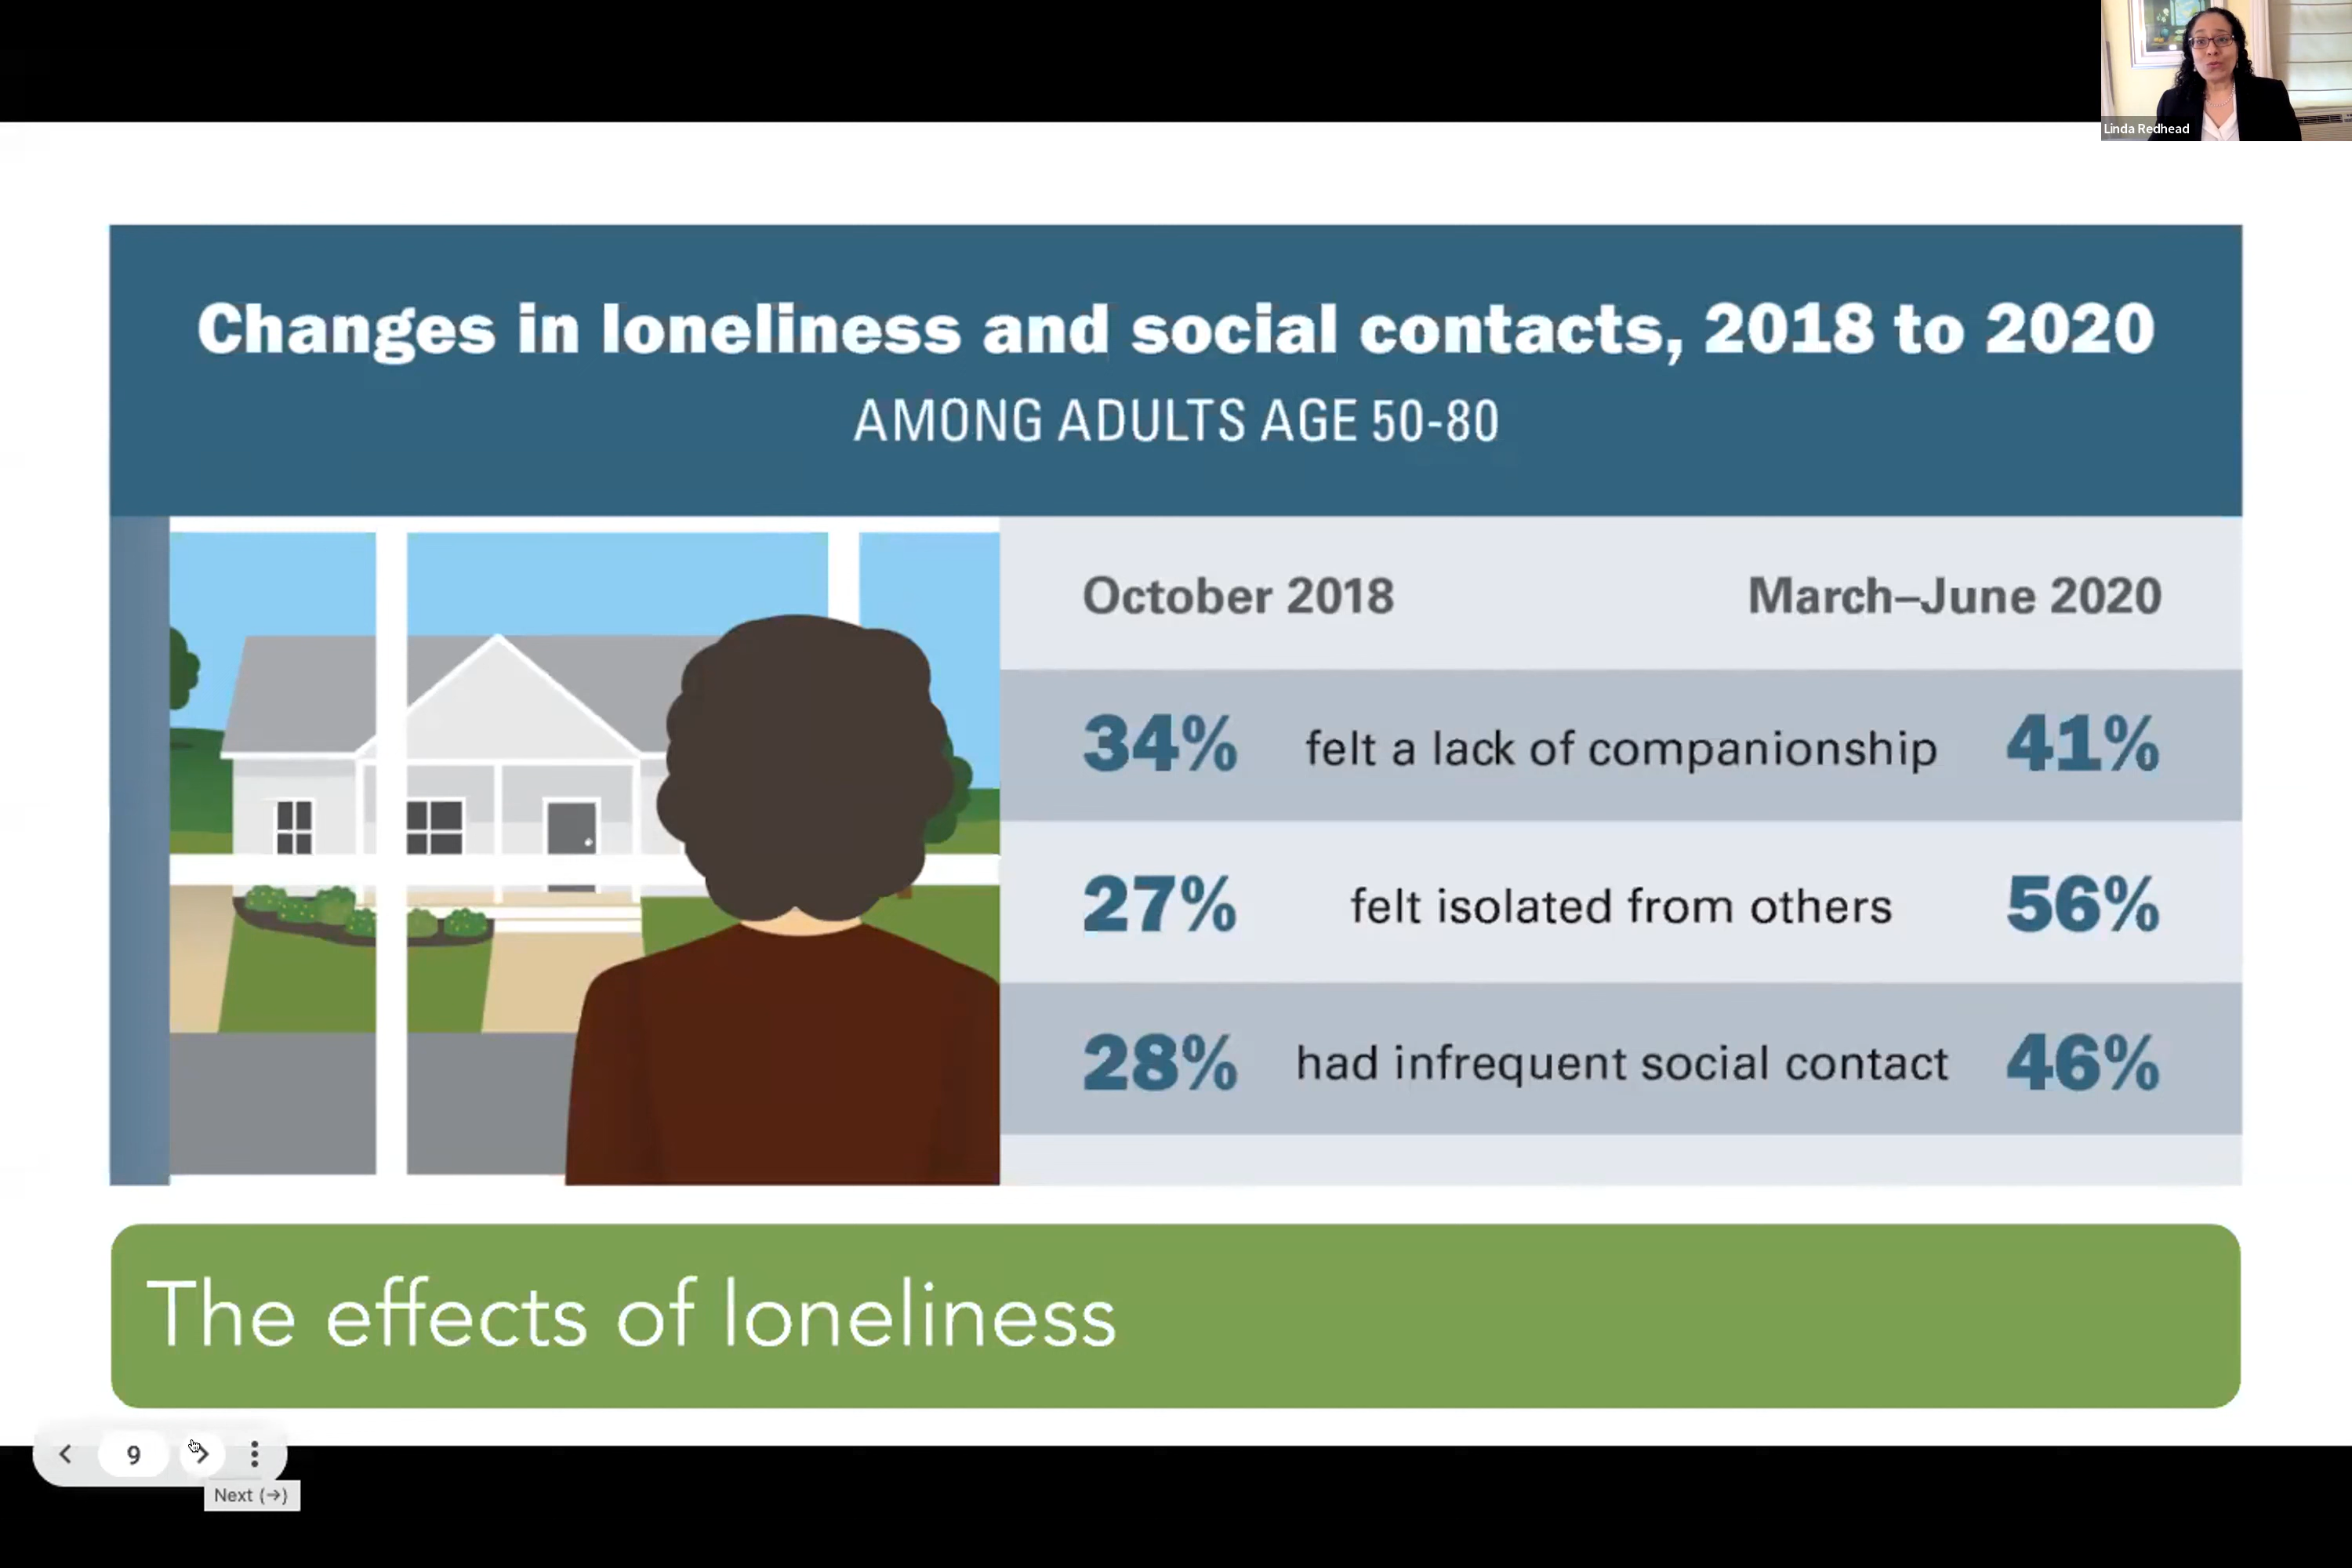 Linda Redhead
Changes in loneliness and social contacts, 2018 to 2020
AMONG ADULTS AGE 50-80
October 2018 March–June 2020
34% felt a lack of companionship 41%
27% felt isolated from others 56%
28% had infrequent social contact 46%
The effects of loneliness
9
Next (→)